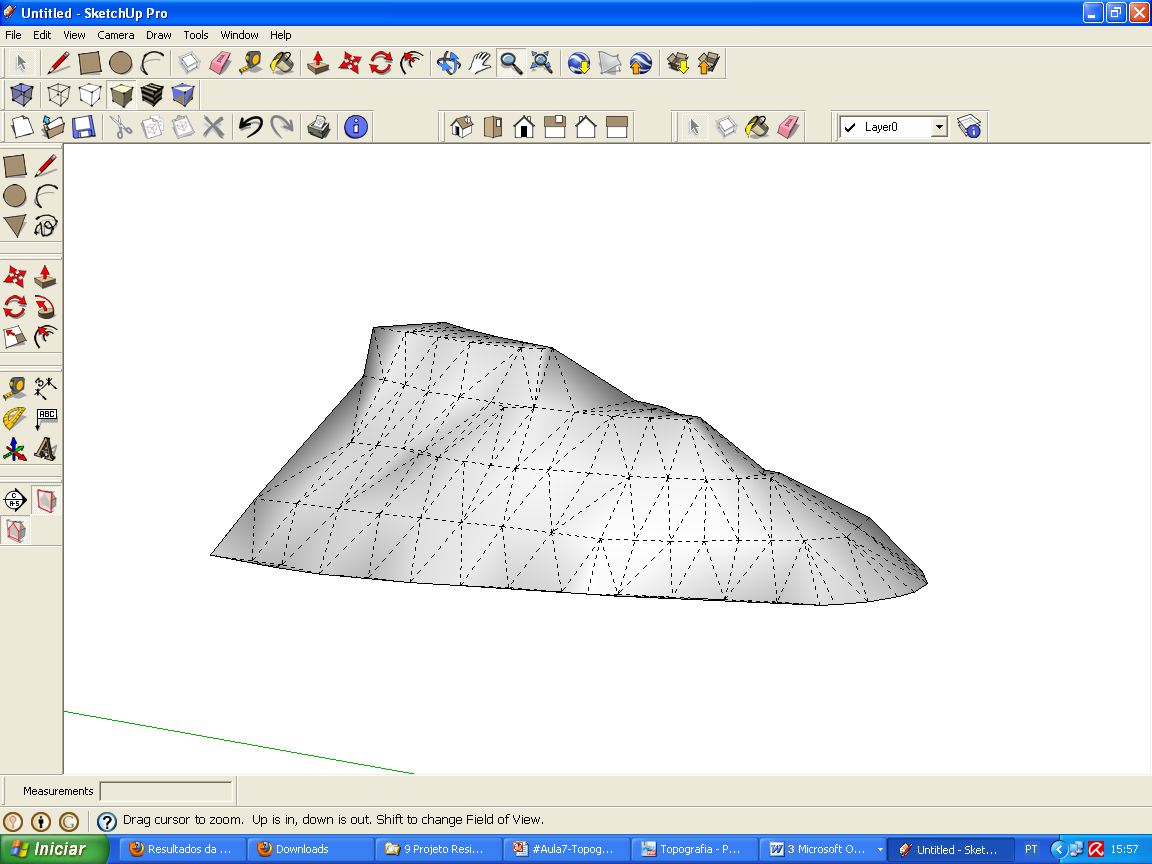 Untitled - SketchUp Pro
File Edit View Camera Draw Tools Window Help
Layer0
ABC
Measurements
Drag cursor to zoom. Up is in, down is out. Shift to change Field of View.
Iniciar
Resultados da ...
Downloads
9 Projeto Resi...
#Aula7-Topog...
Topografia - P...
3 Microsoft O...
Untitled - Sket...
PT
15:57